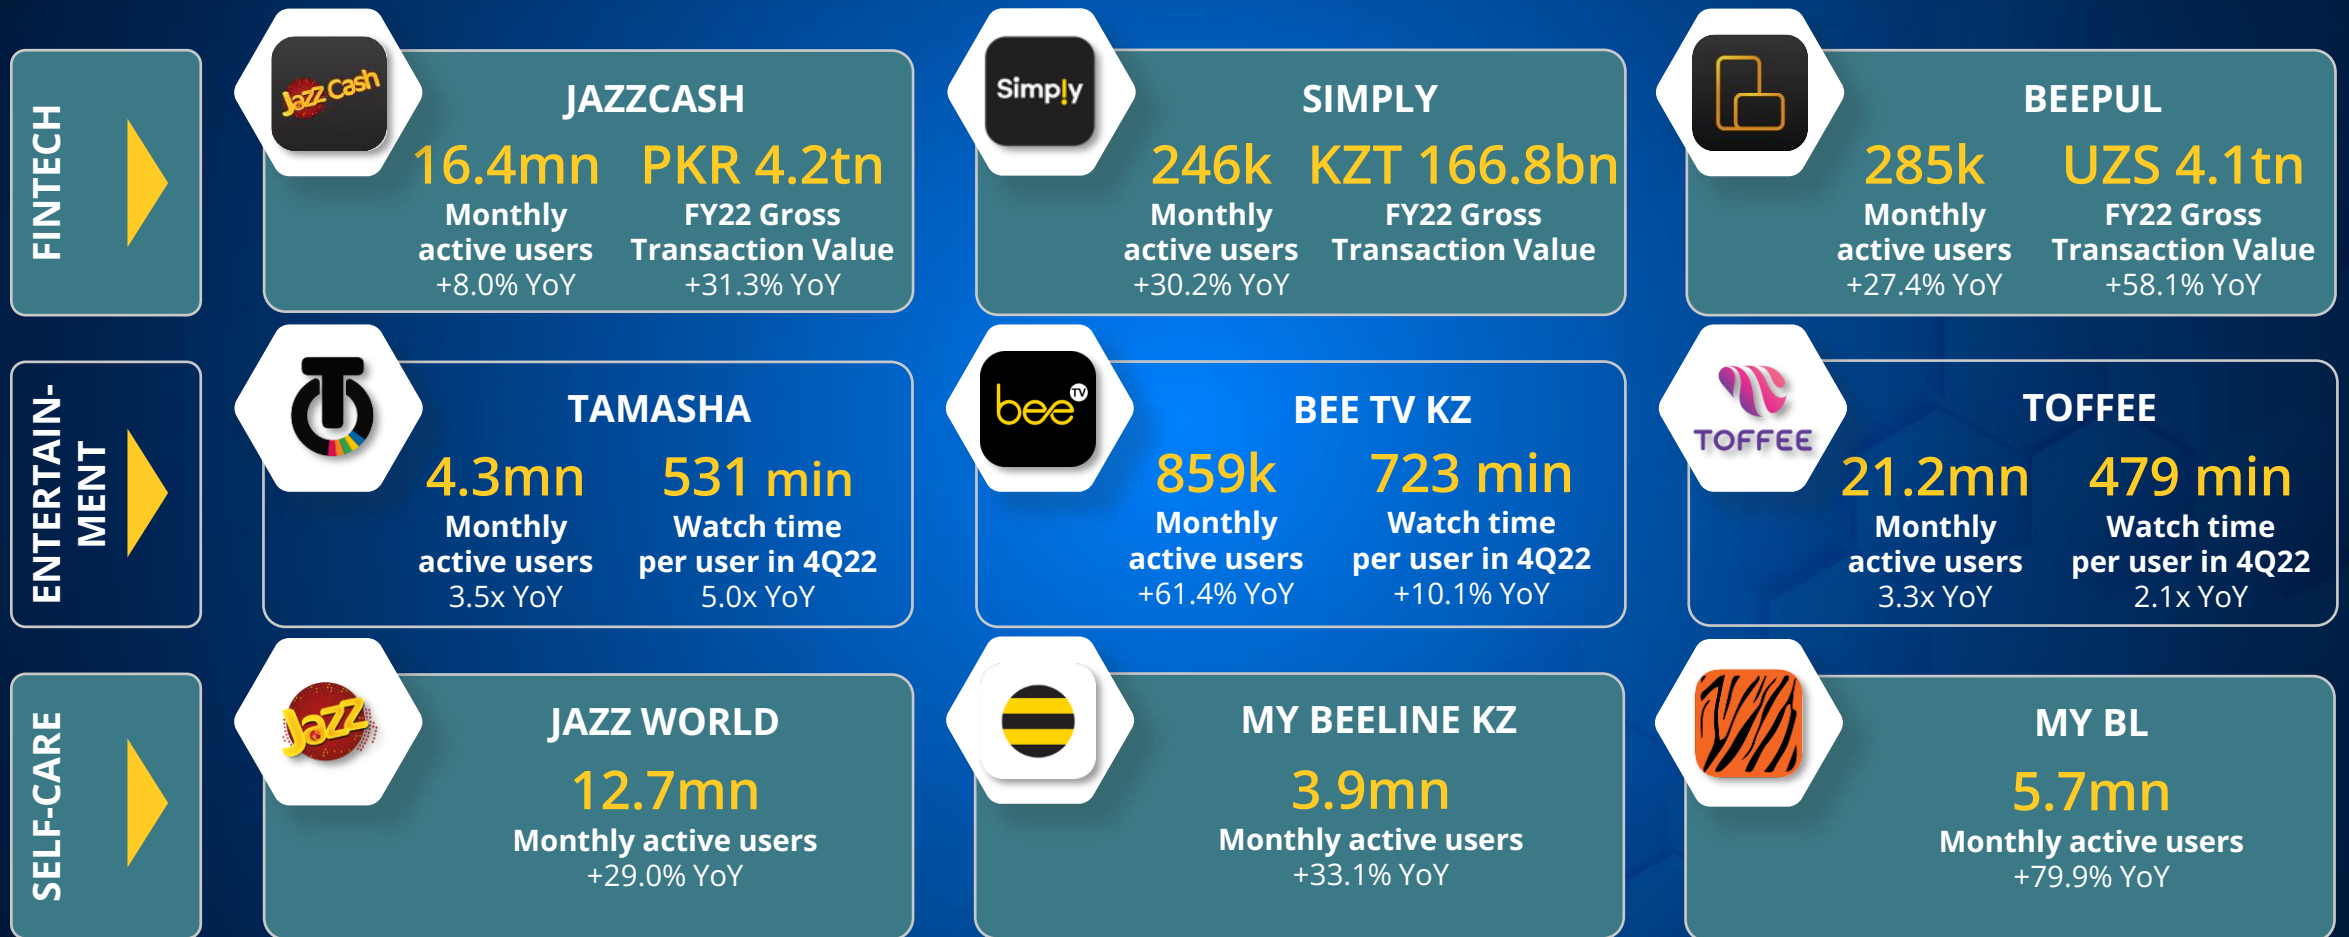 FINTECH
Jazz Cash
JAZZCASH
16.4mn PKR 4.2tn
Monthly FY22 Gross
active users Transaction Value
+8.0% YoY +31.3% YoY
Simp!y
SIMPLY
246k KZT 166.8bn
Monthly FY22 Gross
active users Transaction Value
+30.2% YoY
BEEPUL
285k UZS 4.1tn
Monthly FY22 Gross
active users Transaction Value
+27.4% YoY +58.1% YoY
ENTERTAIN-
MENT
TAMASHA
4.3mn 531 min
Monthly Watch time
active users per user in 4Q22
3.5x YoY 5.0x YoY
bee TV
BEE TV KZ
859k 723 min
Monthly Watch time
active users per user in 4Q22
+61.4% YoY +10.1% YoY
TOFFEE
TOFFEE
21.2mn 479 min
Monthly Watch time
active users per user in 4Q22
3.3x YoY 2.1x YoY
SELF-CARE
Jazz
JAZZ WORLD
12.7mn
Monthly active users
+29.0% YoY
MY BEELINE KZ
3.9mn
Monthly active users
+33.1% YoY
MY BL
5.7mn
Monthly active users
+79.9% YoY